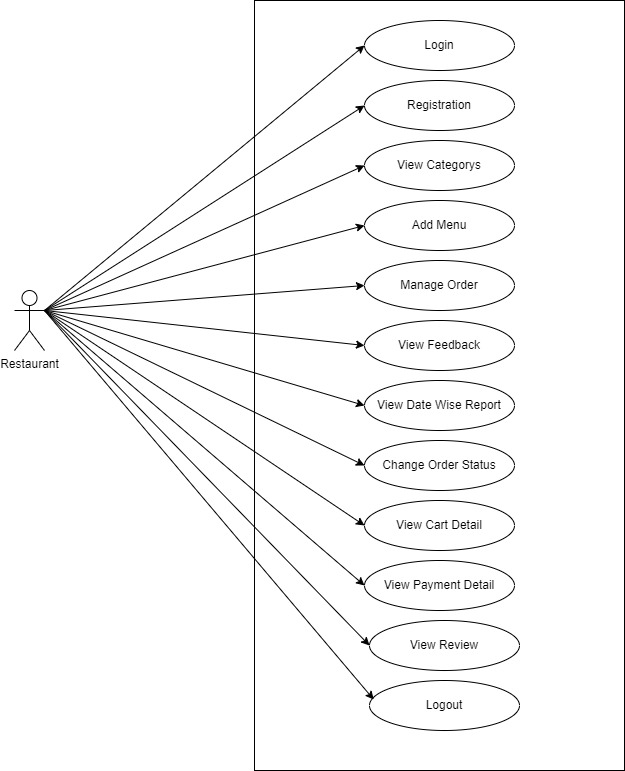 Login
Registration
View Categorys
Add Menu
Manage Order
View Feedback
Restaurant
View Date Wise Report
Change Order Status
View Cart Detail
View Payment Detail
View Review
Logout